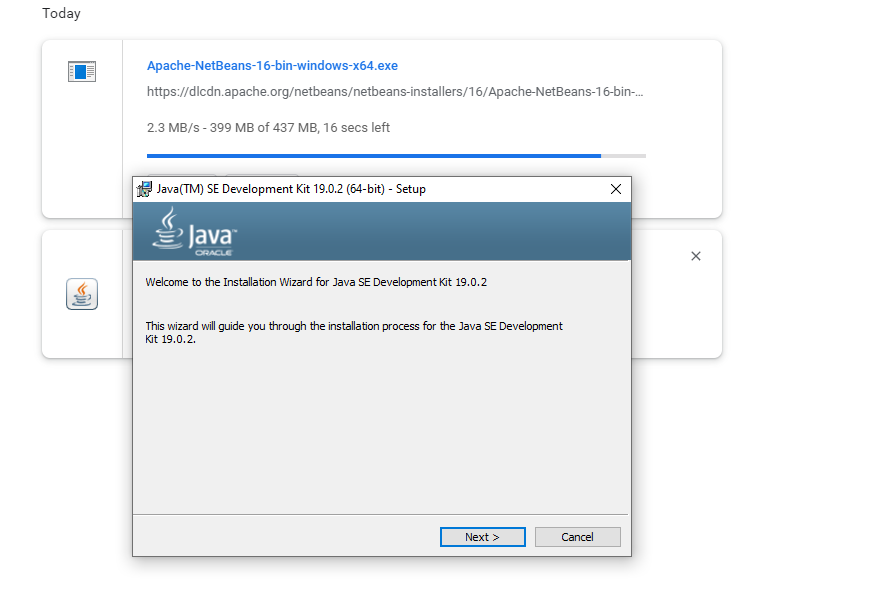 Today
Apache-NetBeans-16-bin-windows-x64.exe
https://dlcdn.apache.org/netbeans/netbeans-installers/16/Apache-NetBeans-16-bin-...
2.3 MB/s - 399 MB of 437 MB, 16 secs left
Java(TM) SE Development Kit 19.0.2 (64-bit) - Setup
Java™
ORACLE
Welcome to the Installation Wizard for Java SE Development Kit 19.0.2
This wizard will guide you through the installation process for the Java SE Development
Kit 19.0.2.
Next >
Cancel